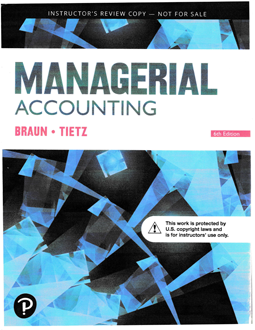 INSTRUCTOR'S REVIEW COPY — NOT FOR SALE
MANAGERIAL
ACCOUNTING
BRAUN • TIETZ
6th Edition
This work is protected by
U.S. copyright laws and
is for instructors' use only.
P